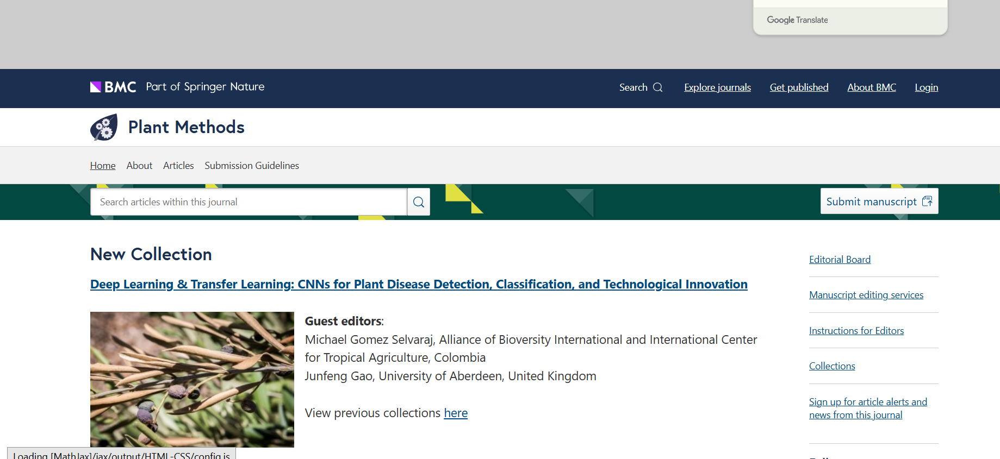 Google Translate
BMC Part of Springer Nature
Search
Explore journals
Get published
About BMC
Login
Plant Methods
Home
About
Articles
Submission Guidelines
Search articles within this journal
Submit manuscript
New Collection
Deep Learning & Transfer Learning: CNNs for Plant Disease Detection, Classification, and Technological Innovation
Guest editors:
Michael Gomez Selvaraj, Alliance of Bioversity International and International Center
for Tropical Agriculture, Colombia
Junfeng Gao, University of Aberdeen, United Kingdom
View previous collections here
Editorial Board
Manuscript editing services
Instructions for Editors
Collections
Sign up for article alerts and
news from this journal
Loading [MathJax]/jax/output/HTML-CSS/config.js